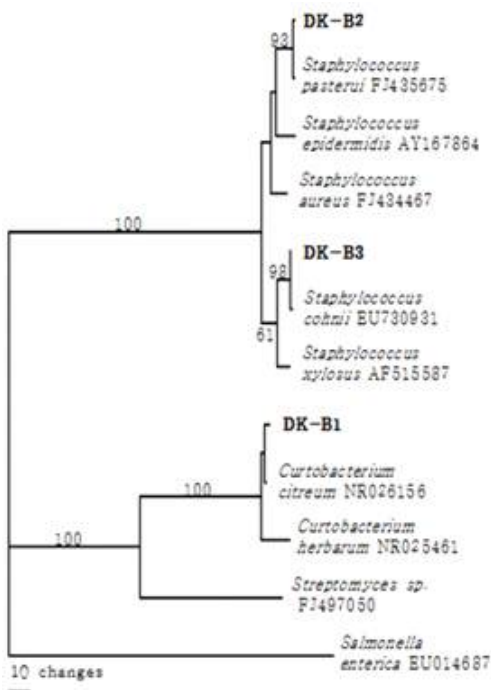 DK-B2
93
Staphylococcus
pasterui FJ435675
Staphylococcus
epidermidis AY167864
Staphylococcus
aureus FJ434467
100
DK-B3
98
Staphylococcus
cohnii EU730931
61
Staphylococcus
xylosus AF515587
DK-B1
Curtobacterium
citreum NR026156
100
Curtobacterium
herbarum NR025461
100
Streptomyces sp.
FJ497050
Salmonella
enterica EU014687
10 changes